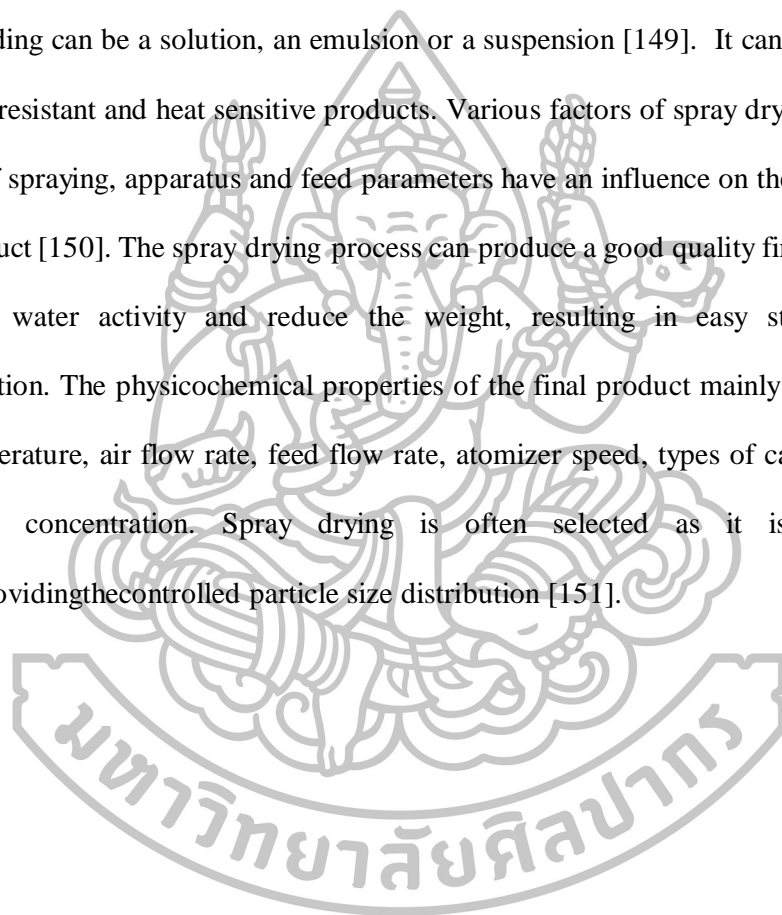 ding can be a solution, an emulsion or a suspension [149]. It can
resistant and heat sensitive products. Various factors of spray dry
f spraying, apparatus and feed parameters have an influence on the
uct [150]. The spray drying process can produce a good quality fi
water activity and reduce the weight, resulting in easy st
tion. The physicochemical properties of the final product mainly
erature, air flow rate, feed flow rate, atomizer speed, types of ca
concentration. Spray drying is often selected as it is
ovidingthecontrolled particle size distribution [151].
มหาวิทยาลัยศิลปากร